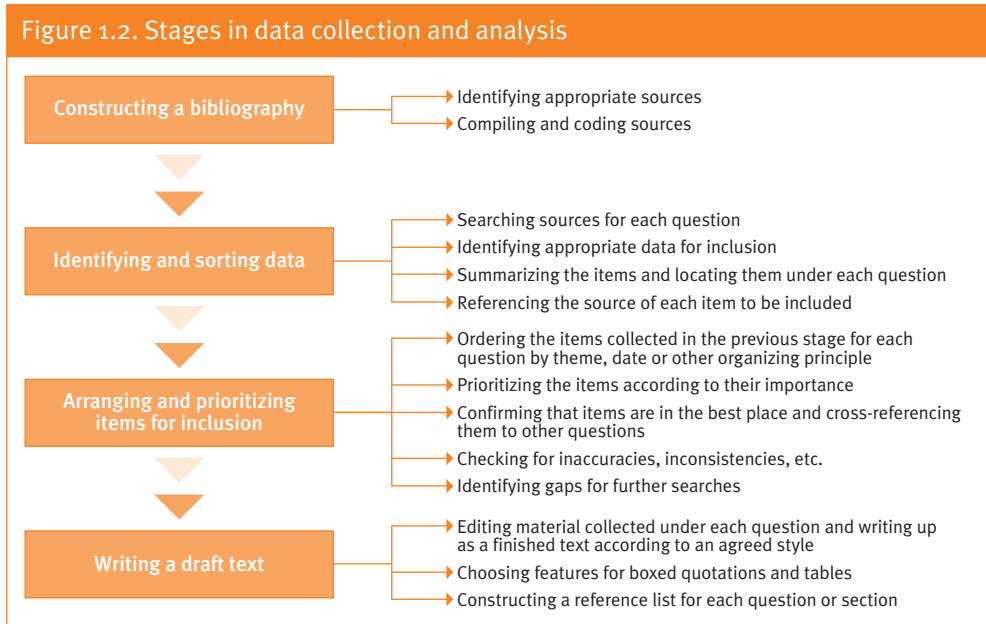 Figure 1.2. Stages in data collection and analysis
Constructing a bibliography
Identifying appropriate sources
Compiling and coding sources
Identifying and sorting data
Searching sources for each question
Identifying appropriate data for inclusion
Summarizing the items and locating them under each question
Referencing the source of each item to be included
Arranging and prioritizing
items for inclusion
Ordering the items collected in the previous stage for each
question by theme, date or other organizing principle
Prioritizing the items according to their importance
Confirming that items are in the best place and cross-referencing
them to other questions
Checking for inaccuracies, inconsistencies, etc.
Identifying gaps for further searches
Writing a draft text
Editing material collected under each question and writing up
as a finished text according to an agreed style
Choosing features for boxed quotations and tables
Constructing a reference list for each question or section